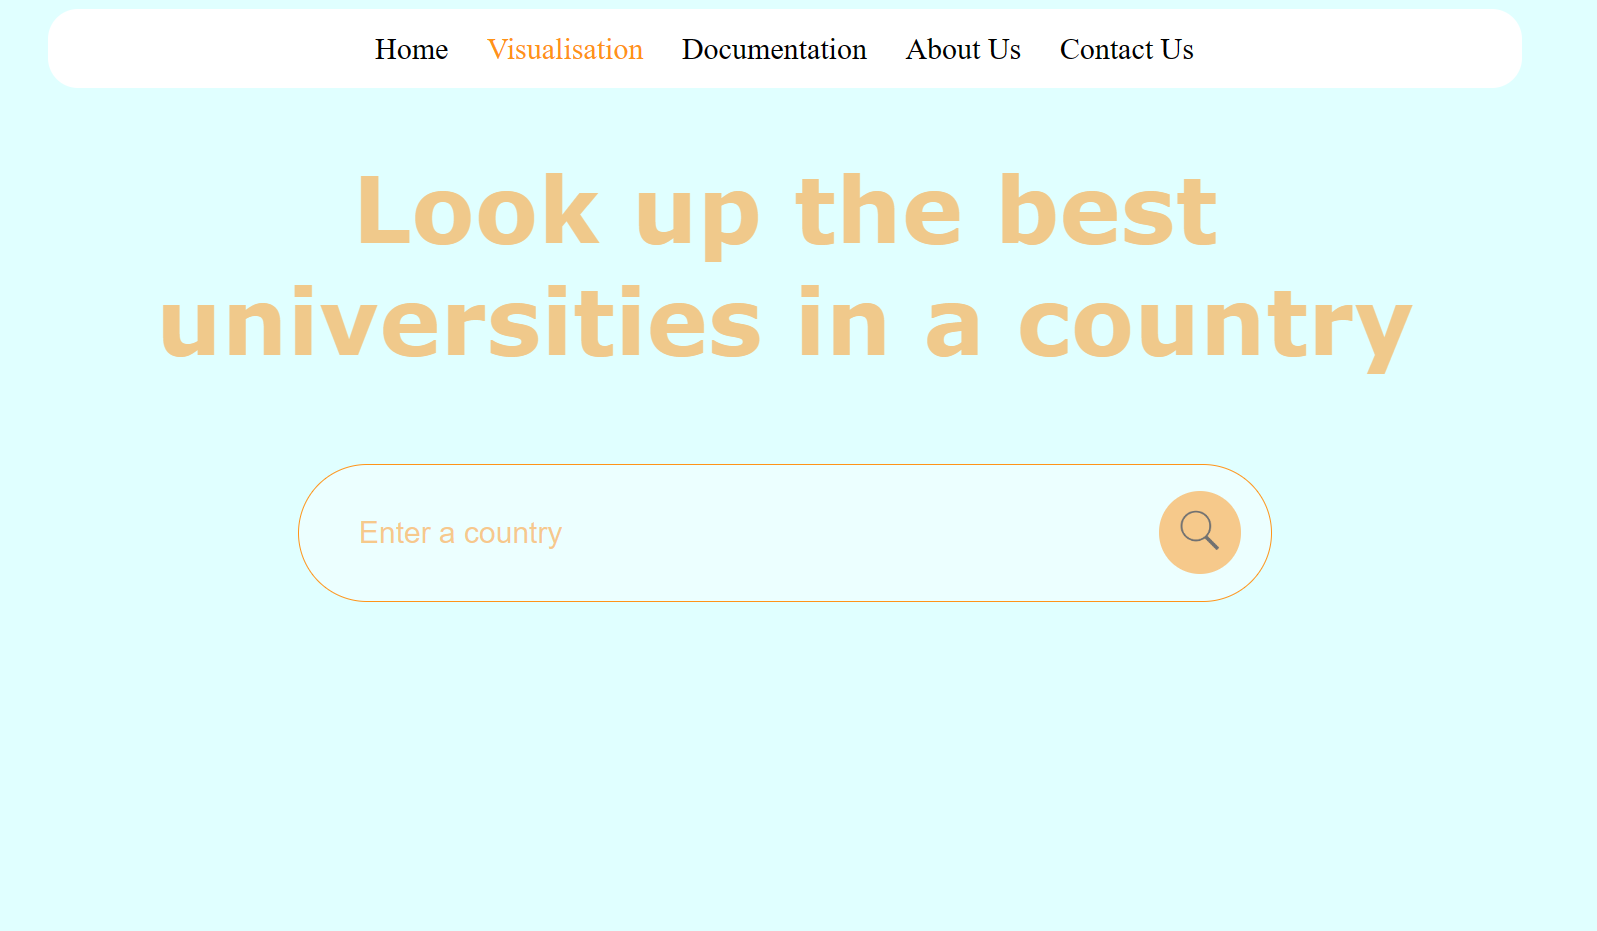 Home Visualisation Documentation About Us Contact Us
Look up the best
universities in a country
Enter a country